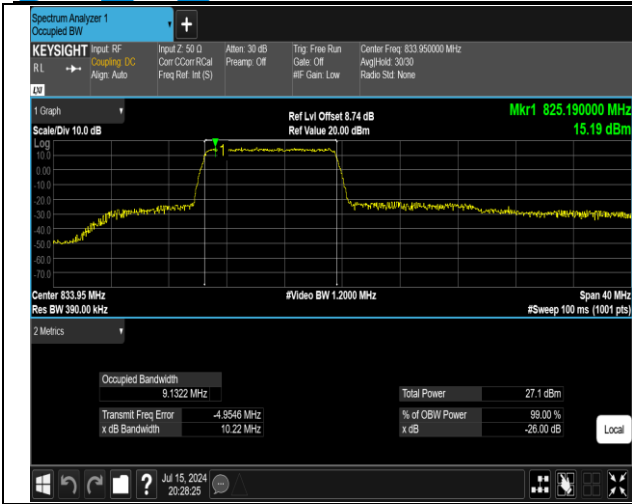 Spectrum Analyzer 1
Occupied BW
+
KEYSIGHT
RL
LXI
Input: RF
Coupling: DC
Align: Auto
Input Z: 50 Ω
Corr CCorr RCal
Freq Ref: Int (S)
Atten: 30 dB
Preamp: Off
Trig: Free Run
Gate: Off
#IF Gain: Low
Center Freq: 833.950000 MHz
Avg|Hold: 30/30
Radio Std: None
1 Graph
Scale/Div 10.0 dB
Ref Lvl Offset 8.74 dB
Ref Value 20.00 dBm
Mkr1 825.190000 MHz
15.19 dBm
Log
10.0
0.00
-10.0
-20.0
-30.0
-40.0
-50.0
-60.0
-70.0
1
Center 833.95 MHz
Res BW 390.00 kHz
#Video BW 1.2000 MHz
Span 40 MHz
#Sweep 100 ms (1001 pts)
2 Metrics
Occupied Bandwidth
9.1322 MHz
Total Power 27.1 dBm
Transmit Freq Error -4.9546 MHz
% of OBW Power 99.00 %
x dB Bandwidth 10.22 MHz
x dB -26.00 dB
Local
?
Jul 15, 2024
20:28:25